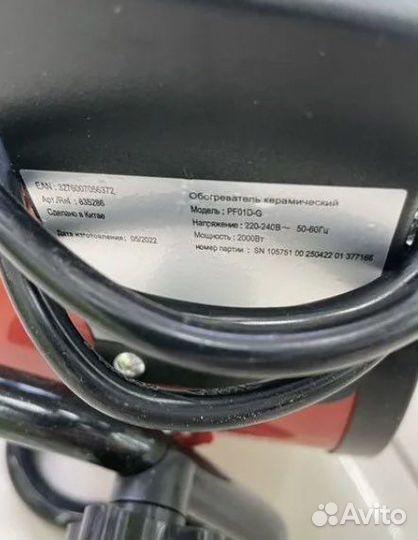 EAN : 3276007056372
Арт./Ref. : 835286
Сделано в Китае
Дата изготовления: 05/2022
Обогреватель керамический
Модель : PF01D-G
Напряжение : 220-240В ~ 50-60Гц
Мощность : 2000Вт
номер партии : SN 105751 00 250422 01 377166
Avito